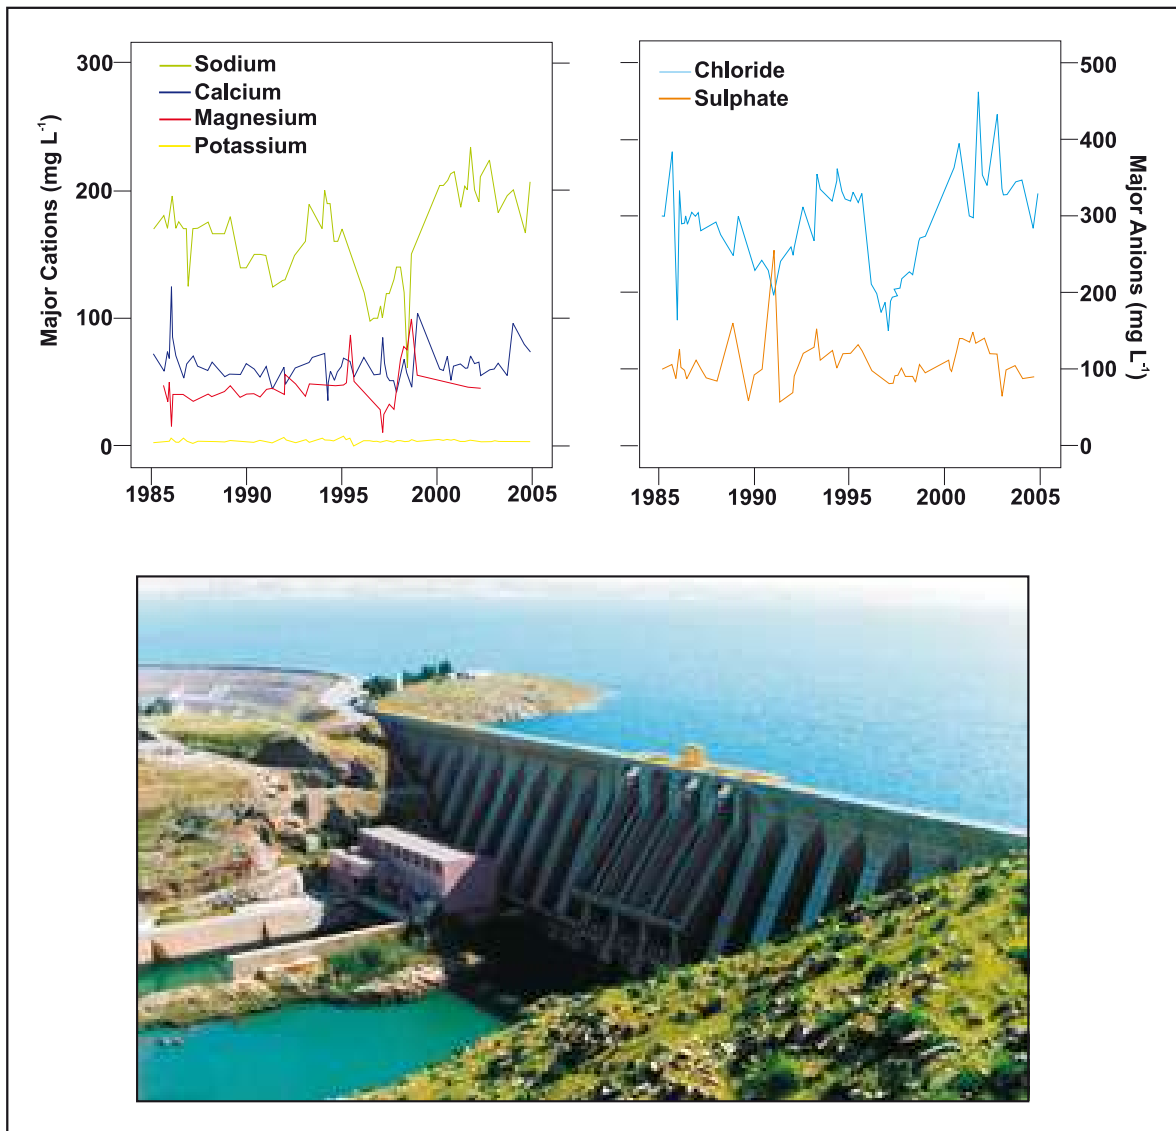 300
200
100
0
Major Cations (mg L-1)
Sodium
Calcium
Magnesium
Potassium
1985 1990 1995 2000 2005
Chloride
Sulphate
500
400
300
200
100
0
Major Anions (mg L-1)
1985 1990 1995 2000 2005